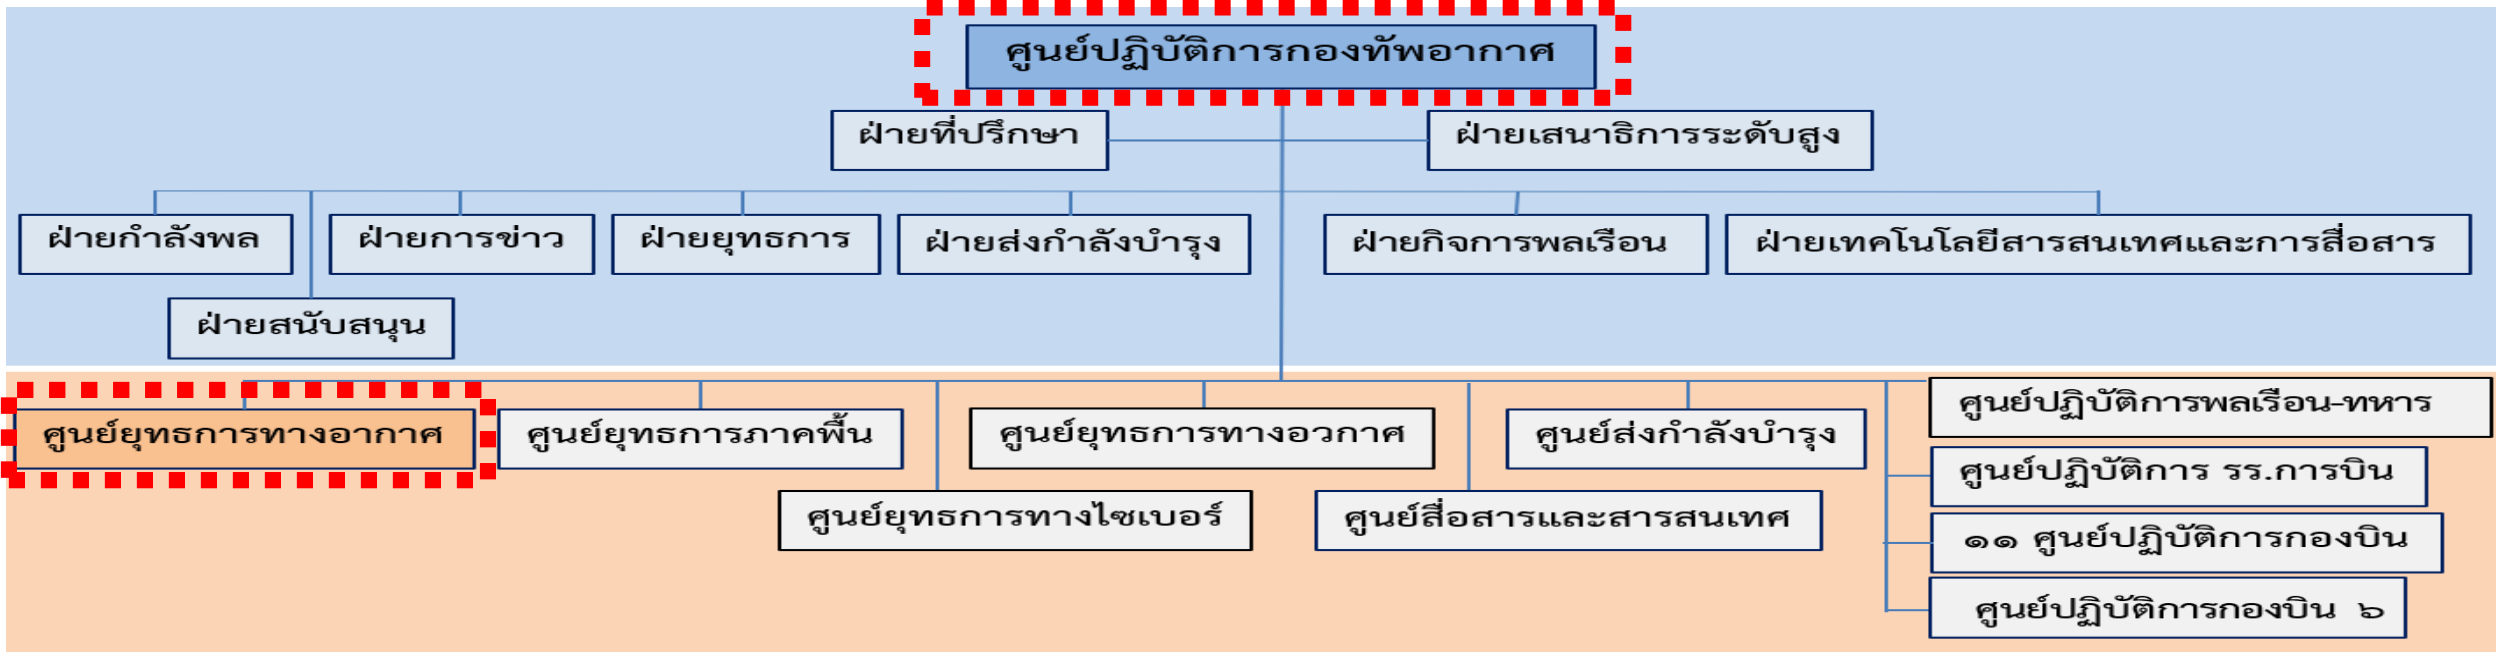 ศูนย์ปฏิบัติการกองทัพอากาศ
ฝ่ายที่ปรึกษา
ฝ่ายเสนาธิการระดับสูง
ฝ่ายกำลังพล
ฝ่ายการข่าว
ฝ่ายยุทธการ
ฝ่ายส่งกำลังบำรุง
ฝ่ายกิจการพลเรือน
ฝ่ายเทคโนโลยีสารสนเทศและการสื่อสาร
ฝ่ายสนับสนุน
ศูนย์ยุทธการทางอากาศ
ศูนย์ยุทธการภาคพื้น
ศูนย์ยุทธการทางอวกาศ
ศูนย์ส่งกำลังบำรุง
ศูนย์ปฏิบัติการพลเรือน-ทหาร
ศูนย์ปฏิบัติการ รร.การบิน
ศูนย์ยุทธการทางไซเบอร์
ศูนย์สื่อสารและสารสนเทศ
๑๑ ศูนย์ปฏิบัติการกองบิน
ศูนย์ปฏิบัติการกองบิน ๖